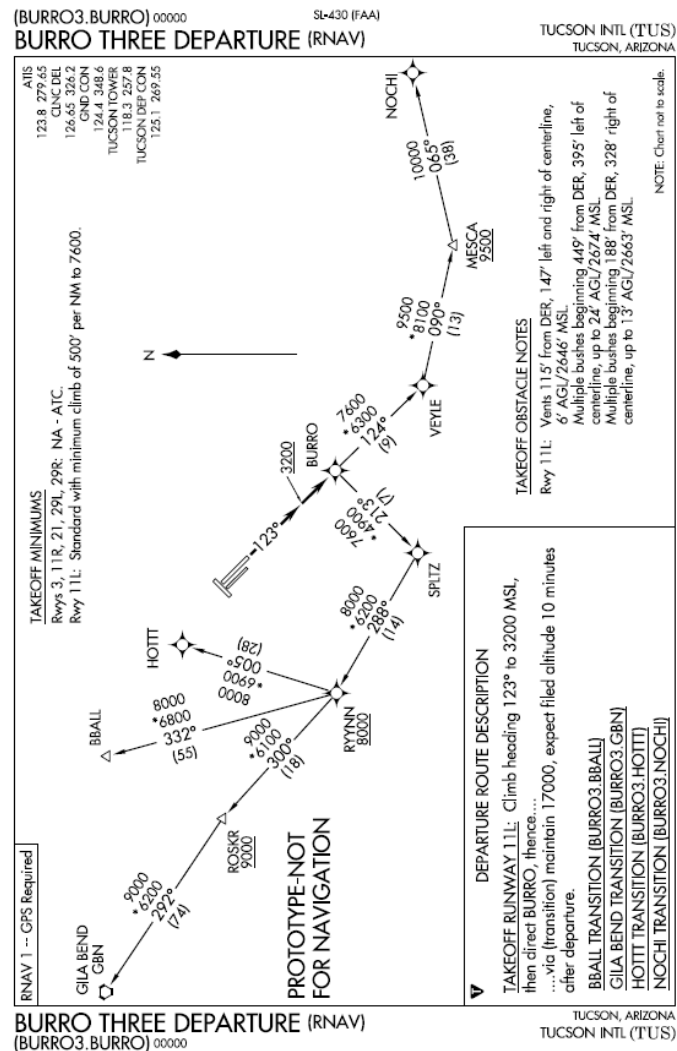 (BURRO3.BURRO) 00000
SL-430 (FAA)
BURRO THREE DEPARTURE (RNAV)
TUCSON INTL (TUS)
TUCSON, ARIZONA
ATIS
123.8 279.65
CLNC DEL
126.65 326.2
GND CON
124.4 348.6
TUCSON TOWER
118.3 257.8
TUCSON DEP CON
125.1 269.55
TAKEOFF MINIMUMS
Rwys 3, 11R, 21, 29L, 29R: NA - ATC.
Rwy 11L: Standard with minimum climb of 500' per NM to 7600.
NOCHI
10000
065°
(38)
MESCA
9500
9500
*8100
090°
(13)
N
VEYLE
7600
*6300
124°
(9)
BURRO
3200
123°
7600
*4900
213°
(7)
SPLTZ
8000
*6200
288°
(14)
HOTTT
8000
*6900
005°
(28)
BBALL
8000
*6800
332°
(55)
RYYNN
8000
9000
*6100
300°
(18)
ROSKR
9000
9000
*6200
292°
(74)
GILA BEND
GBN
RNAV 1 -- GPS Required
PROTOTYPE-NOT
FOR NAVIGATION
NOTE: Chart not to scale.
TAKEOFF OBSTACLE NOTES
Rwy 11L: Vents 115' from DER, 147' left and right of centerline,
6' AGL/2646' MSL.
Multiple bushes beginning 449' from DER, 395' left of
centerline, up to 24' AGL/2674' MSL.
Multiple bushes beginning 188' from DER, 328' right of
centerline, up to 13' AGL/2663' MSL.
DEPARTURE ROUTE DESCRIPTION
T
TAKEOFF RUNWAY 11L: Climb heading 123° to 3200 MSL,
then direct BURRO, thence....
....via (transition) maintain 17000, expect filed altitude 10 minutes
after departure.
BBALL TRANSITION (BURRO3.BBALL)
GILA BEND TRANSITION (BURRO3.GBN)
HOTTT TRANSITION (BURRO3.HOTTT)
NOCHI TRANSITION (BURRO3.NOCHI)
BURRO THREE DEPARTURE (RNAV)
(BURRO3.BURRO) 00000
TUCSON, ARIZONA
TUCSON INTL (TUS)